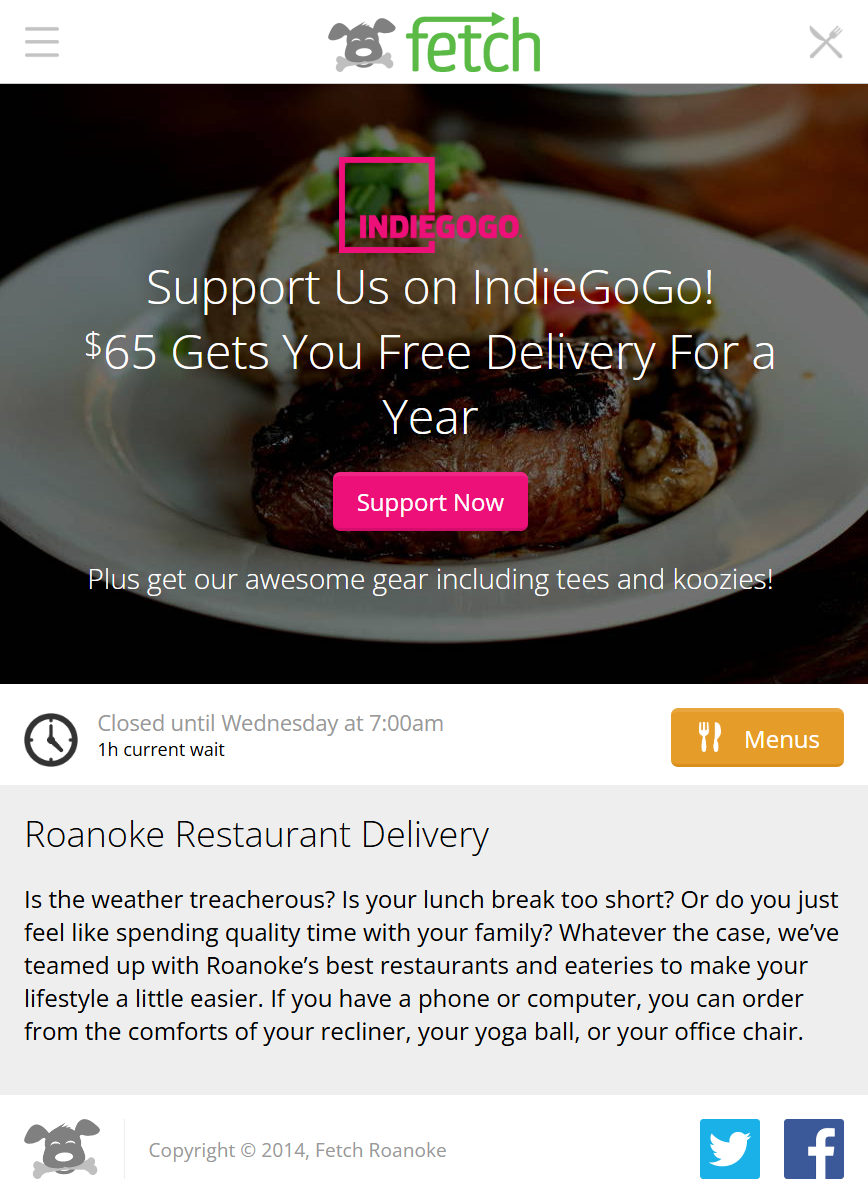 fetch
INDIEGOGO
Support Us on IndieGoGo!
$65 Gets You Free Delivery For a
Year
Support Now
Plus get our awesome gear including tees and koozies!
Closed until Wednesday at 7:00am
1h current wait
Menus
Roanoke Restaurant Delivery
Is the weather treacherous? Is your lunch break too short? Or do you just
feel like spending quality time with your family? Whatever the case, we’ve
teamed up with Roanoke’s best restaurants and eateries to make your
lifestyle a little easier. If you have a phone or computer, you can order
from the comforts of your recliner, your yoga ball, or your office chair.
Copyright © 2014, Fetch Roanoke